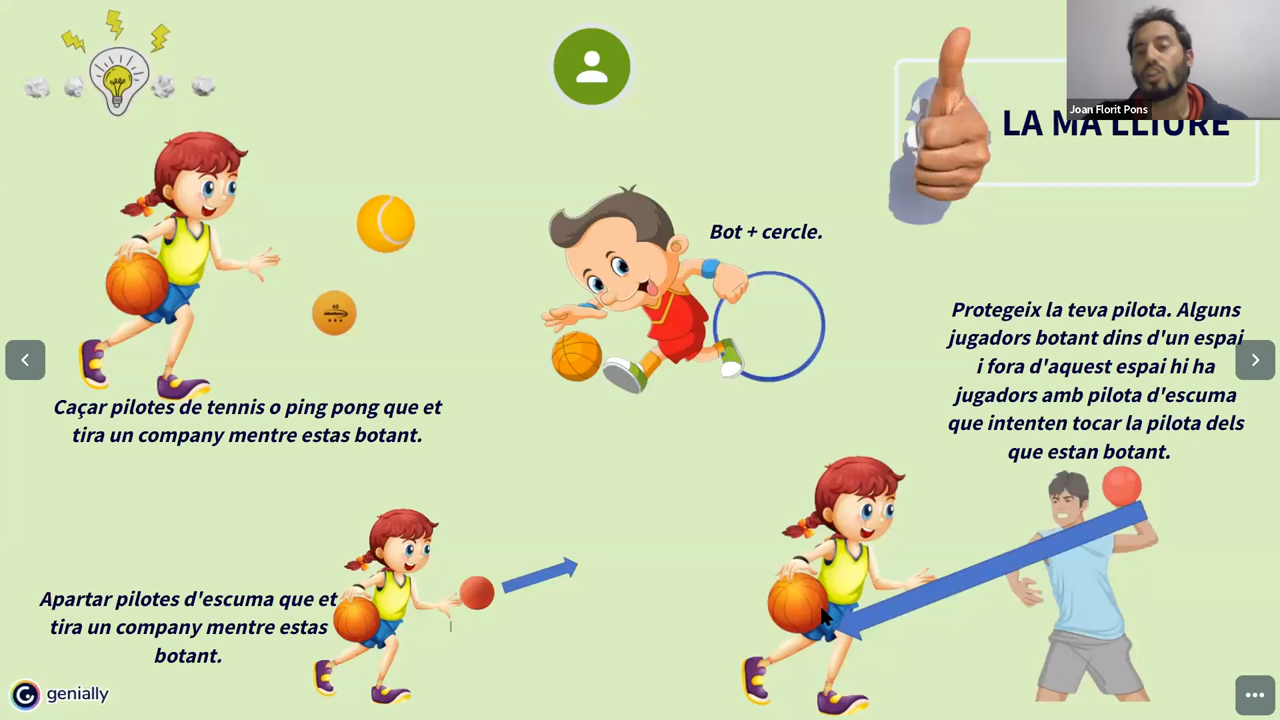 Joan Florit Pons
LA MÀ LLIURE
Bot + cercle.
Caçar pilotes de tennis o ping pong que et
tira un company mentre estas botant.
Protegeix la teva pilota. Alguns
jugadors botant dins d'un espai
i fora d'aquest espai hi ha
jugadors amb pilota d'escuma
que intenten tocar la pilota dels
que estan botant.
Apartar pilotes d'escuma que et
tira un company mentre estas
botant.
genially